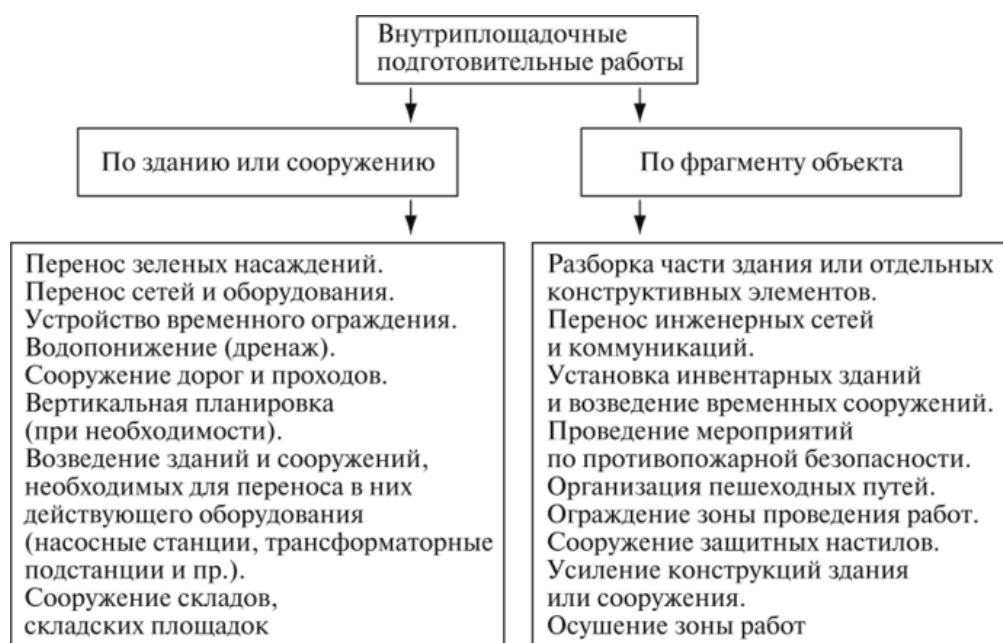 Внутриплощадочные
подготовительные работы
По зданию или сооружению
По фрагменту объекта
Перенос зеленых насаждений.
Перенос сетей и оборудования.
Устройство временного ограждения.
Водопонижение (дренаж).
Сооружение дорог и проходов.
Вертикальная планировка
(при необходимости).
Возведение зданий и сооружений,
необходимых для переноса в них
действующего оборудования
(насосные станции, трансформаторные
подстанции и пр.).
Сооружение складов,
складских площадок
Разборка части здания или отдельных
конструктивных элементов.
Перенос инженерных сетей
и коммуникаций.
Установка инвентарных зданий
и возведение временных сооружений.
Проведение мероприятий
по противопожарной безопасности.
Организация пешеходных путей.
Ограждение зоны проведения работ.
Сооружение защитных настилов.
Усиление конструкций здания
или сооружения.
Осушение зоны работ